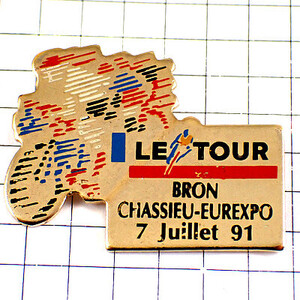 LE TOUR
BRON
CHASSIEU-EUREXPO
7 Juillet 91